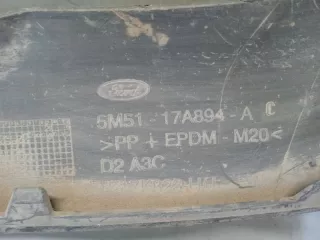 Ford
5M51-17A894-A C
>PP + EPDM - M20<
D2 A3C